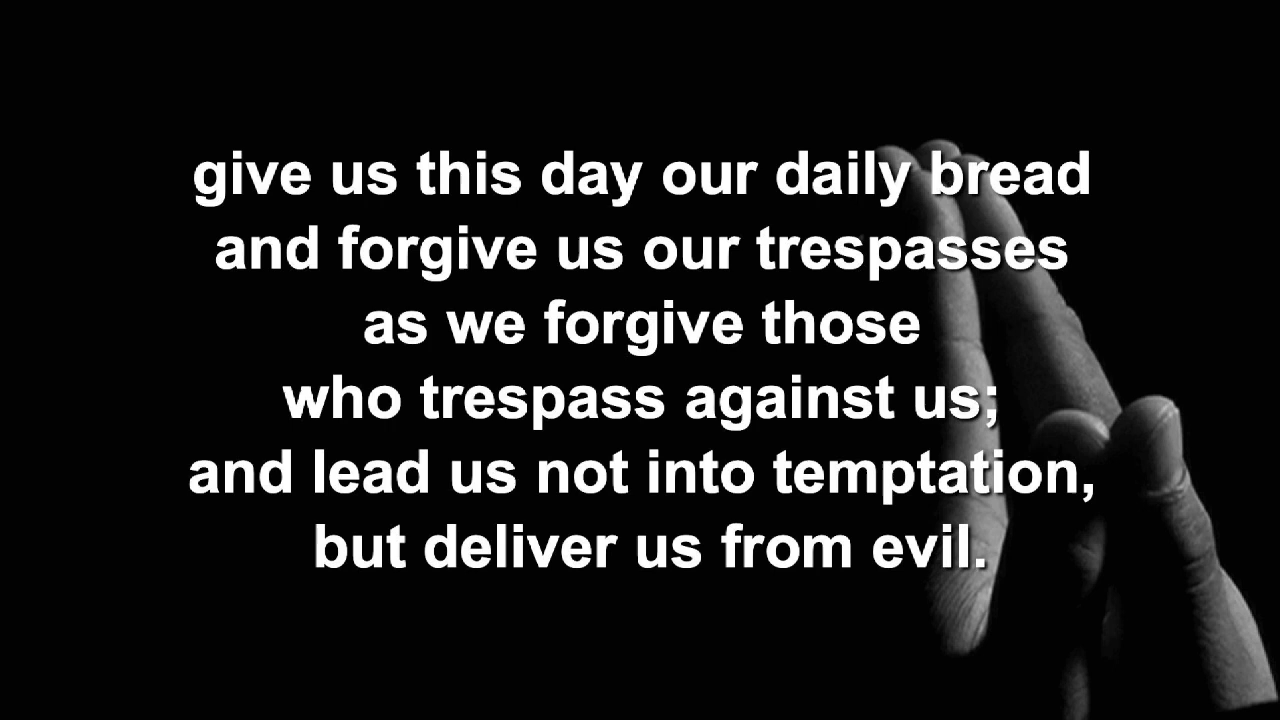 give us this day our daily bread
and forgive us our trespasses
as we forgive those
who trespass against us;
and lead us not into temptation,
but deliver us from evil.